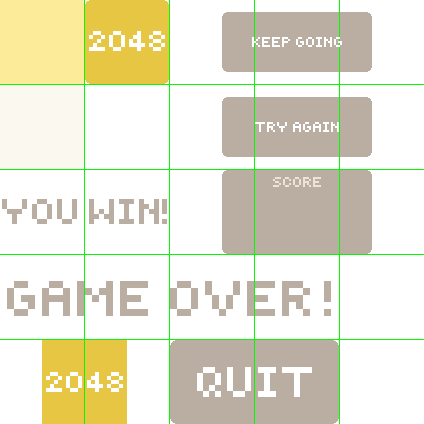 2048
KEEP GOING
TRY AGAIN
SCORE
YOU WIN!
GAME OVER!
2048
QUIT